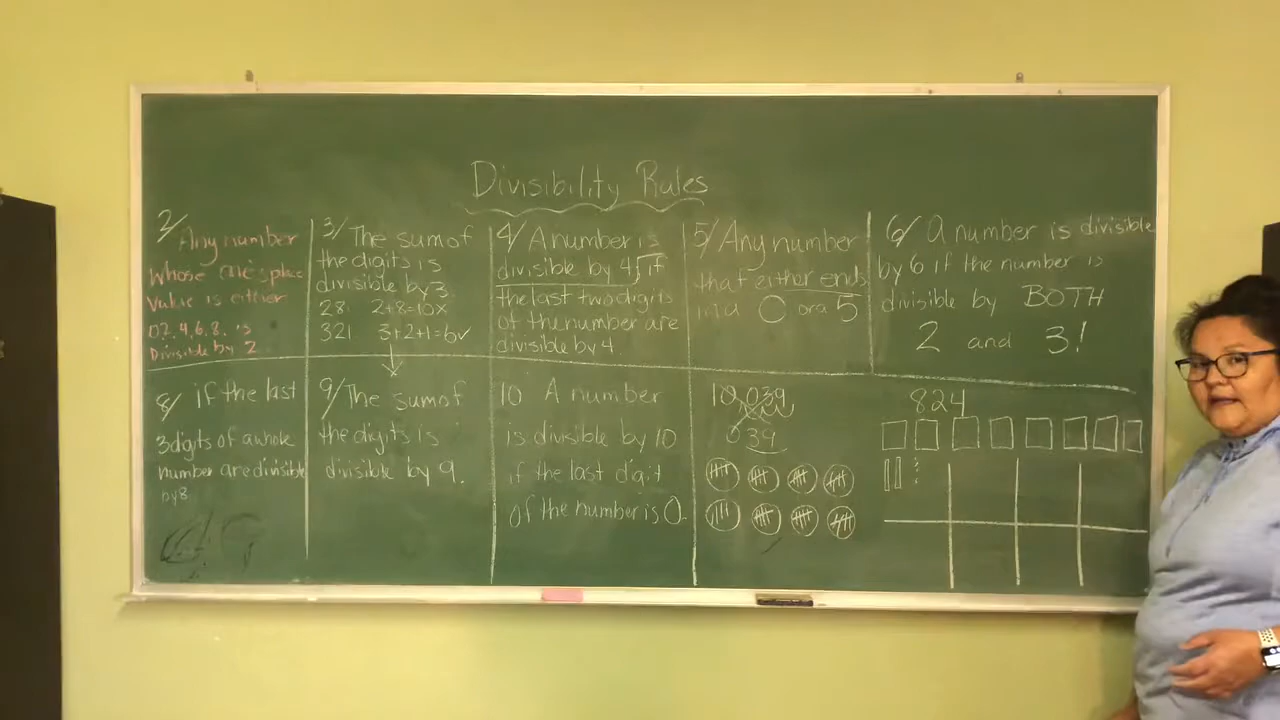 Divisibility Rules
2/ Any number
whose one's place
value is either
0,2,4,6,8. is
Divisible by 2
3/ The sum of
the digits is
divisible by 3
28: 2+8=10x
321 3+2+1=6✓
4/ A number is
divisible by 4 if
the last two digits
of the number are
divisible by 4
5/ Any number
that either ends
in a 0 or a 5
6/ A number is divisible
by 6 if the number is
divisible by BOTH
2 and 3!
8/ if the last
3 digits of a whole
number are divisible
by 8
9/ The sum of
the digits is
divisible by 9.
10 A number
is divisible by 10
if the last digit
of the number is 0.
039
824